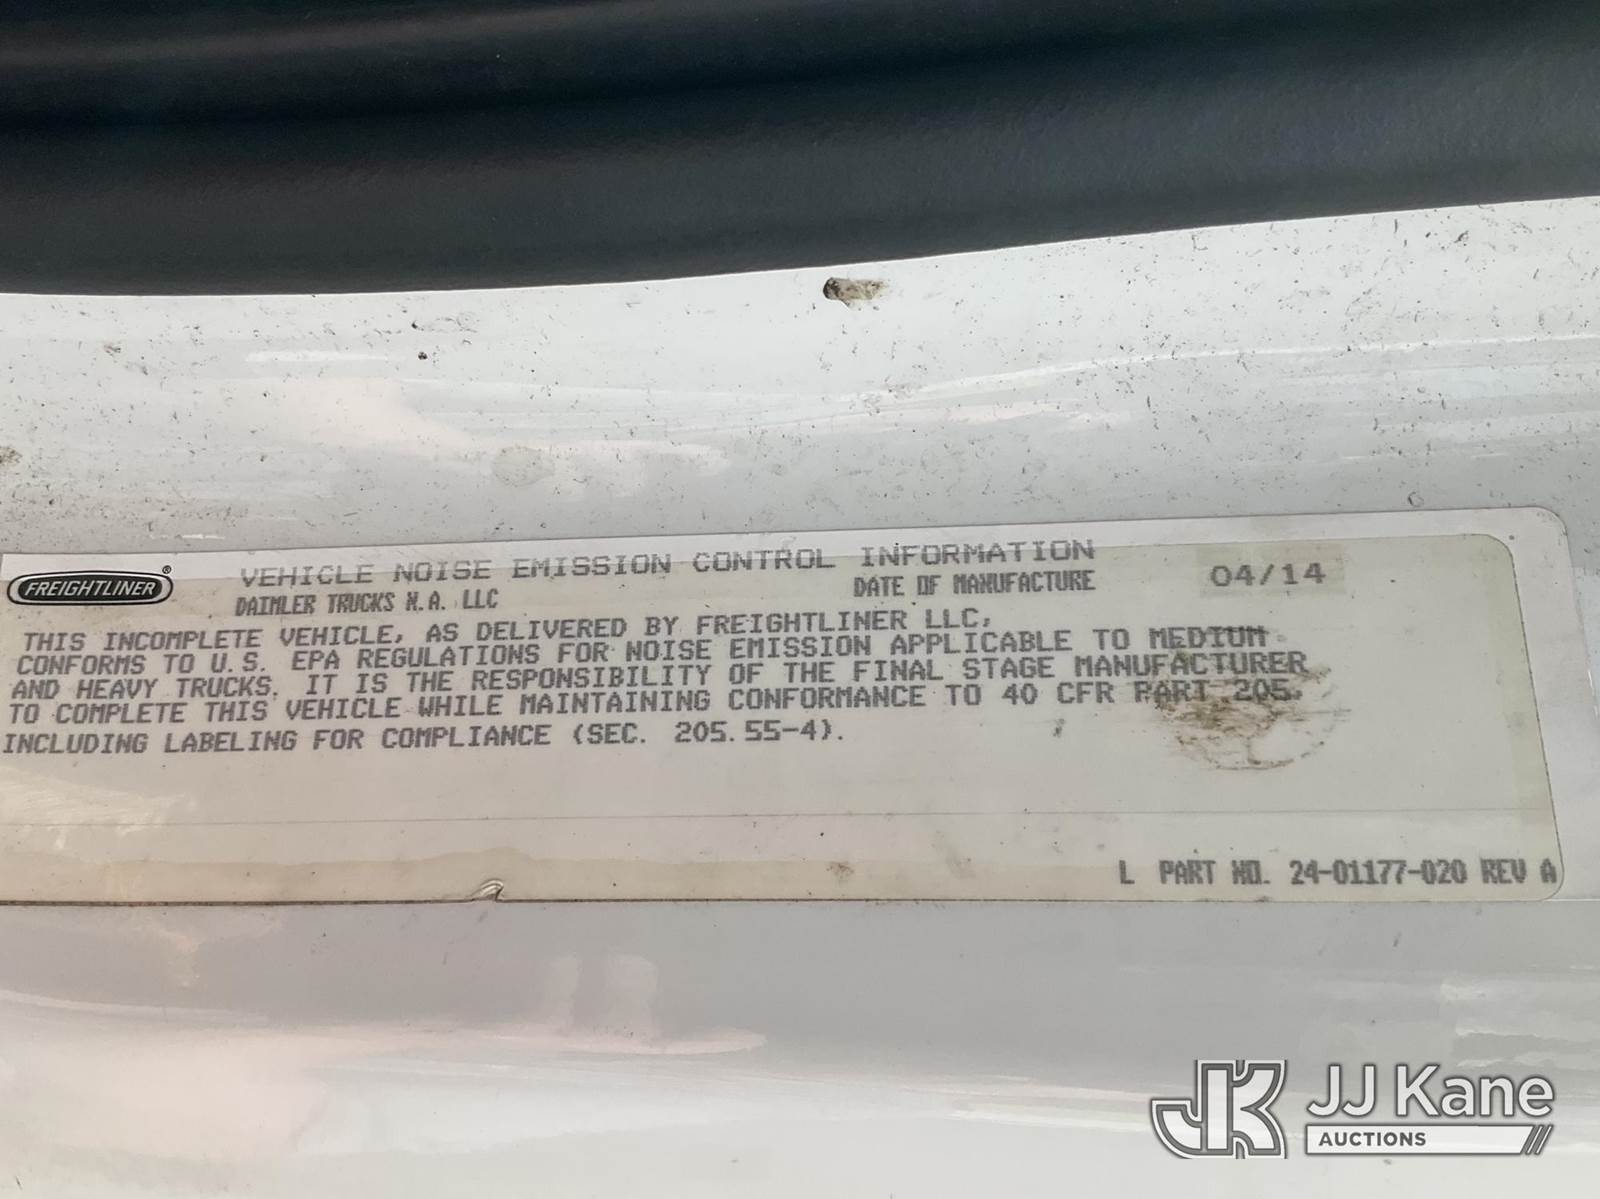 FREIGHTLINER®
VEHICLE NOISE EMISSION CONTROL INFORMATION
DAIMLER TRUCKS N.A. LLC DATE OF MANUFACTURE 04/14
THIS INCOMPLETE VEHICLE, AS DELIVERED BY FREIGHTLINER LLC,
CONFORMS TO U.S. EPA REGULATIONS FOR NOISE EMISSION APPLICABLE TO MEDIUM
AND HEAVY TRUCKS. IT IS THE RESPONSIBILITY OF THE FINAL STAGE MANUFACTURER
TO COMPLETE THIS VEHICLE WHILE MAINTAINING CONFORMANCE TO 40 CFR PART 205,
INCLUDING LABELING FOR COMPLIANCE (SEC. 205.55-4).
L PART NO. 24-01177-020 REV A
JK JJ Kane
AUCTIONS